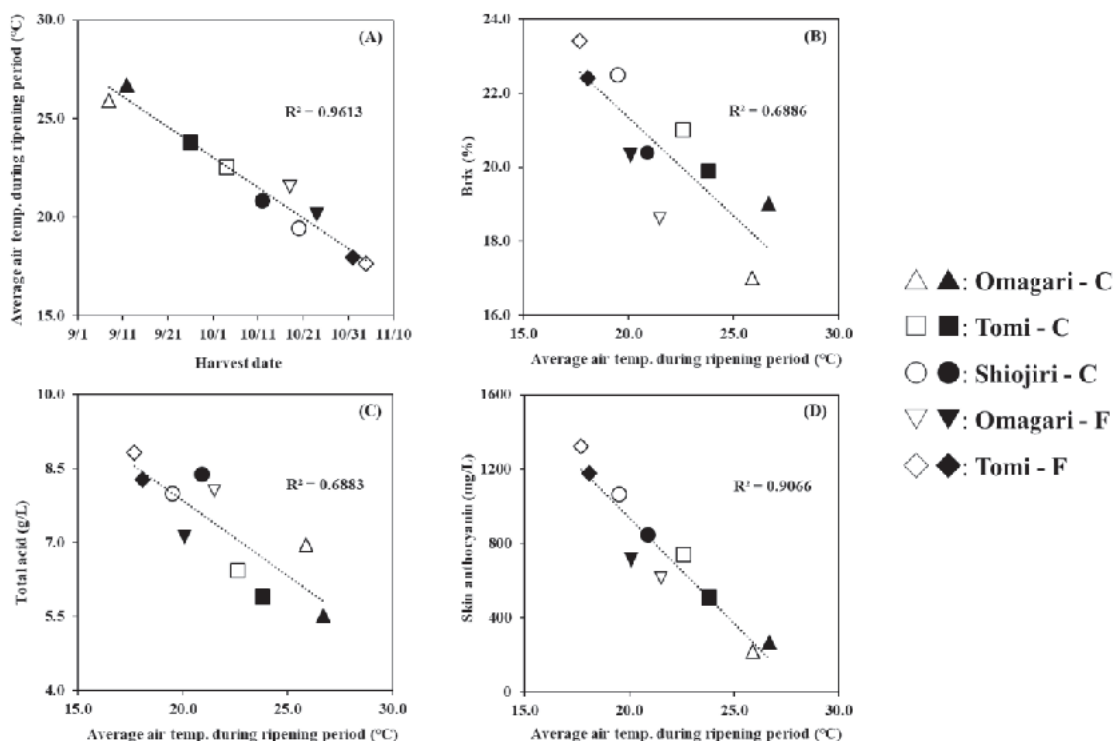 30.0
(A)
25.0
R² = 0.9613
20.0
15.0
9/1 9/11 9/21 10/1 10/11 10/21 10/31 11/10
Harvest date
Average air temp. during ripening period (°C)
24.0
(B)
22.0
R² = 0.6886
20.0
18.0
16.0
15.0 20.0 25.0 30.0
Average air temp. during ripening period (°C)
Brix (%)
10.0
(C)
8.5
R² = 0.6883
7.0
5.5
4.0
15.0 20.0 25.0 30.0
Average air temp. during ripening period (°C)
Total acid (g/L)
1600
(D)
1200
R² = 0.9066
800
400
0
15.0 20.0 25.0 30.0
Average air temp. during ripening period (°C)
Skin anthocyanin (mg/L)
: Omagari - C
: Tomi - C
: Shiojiri - C
: Omagari - F
: Tomi - F